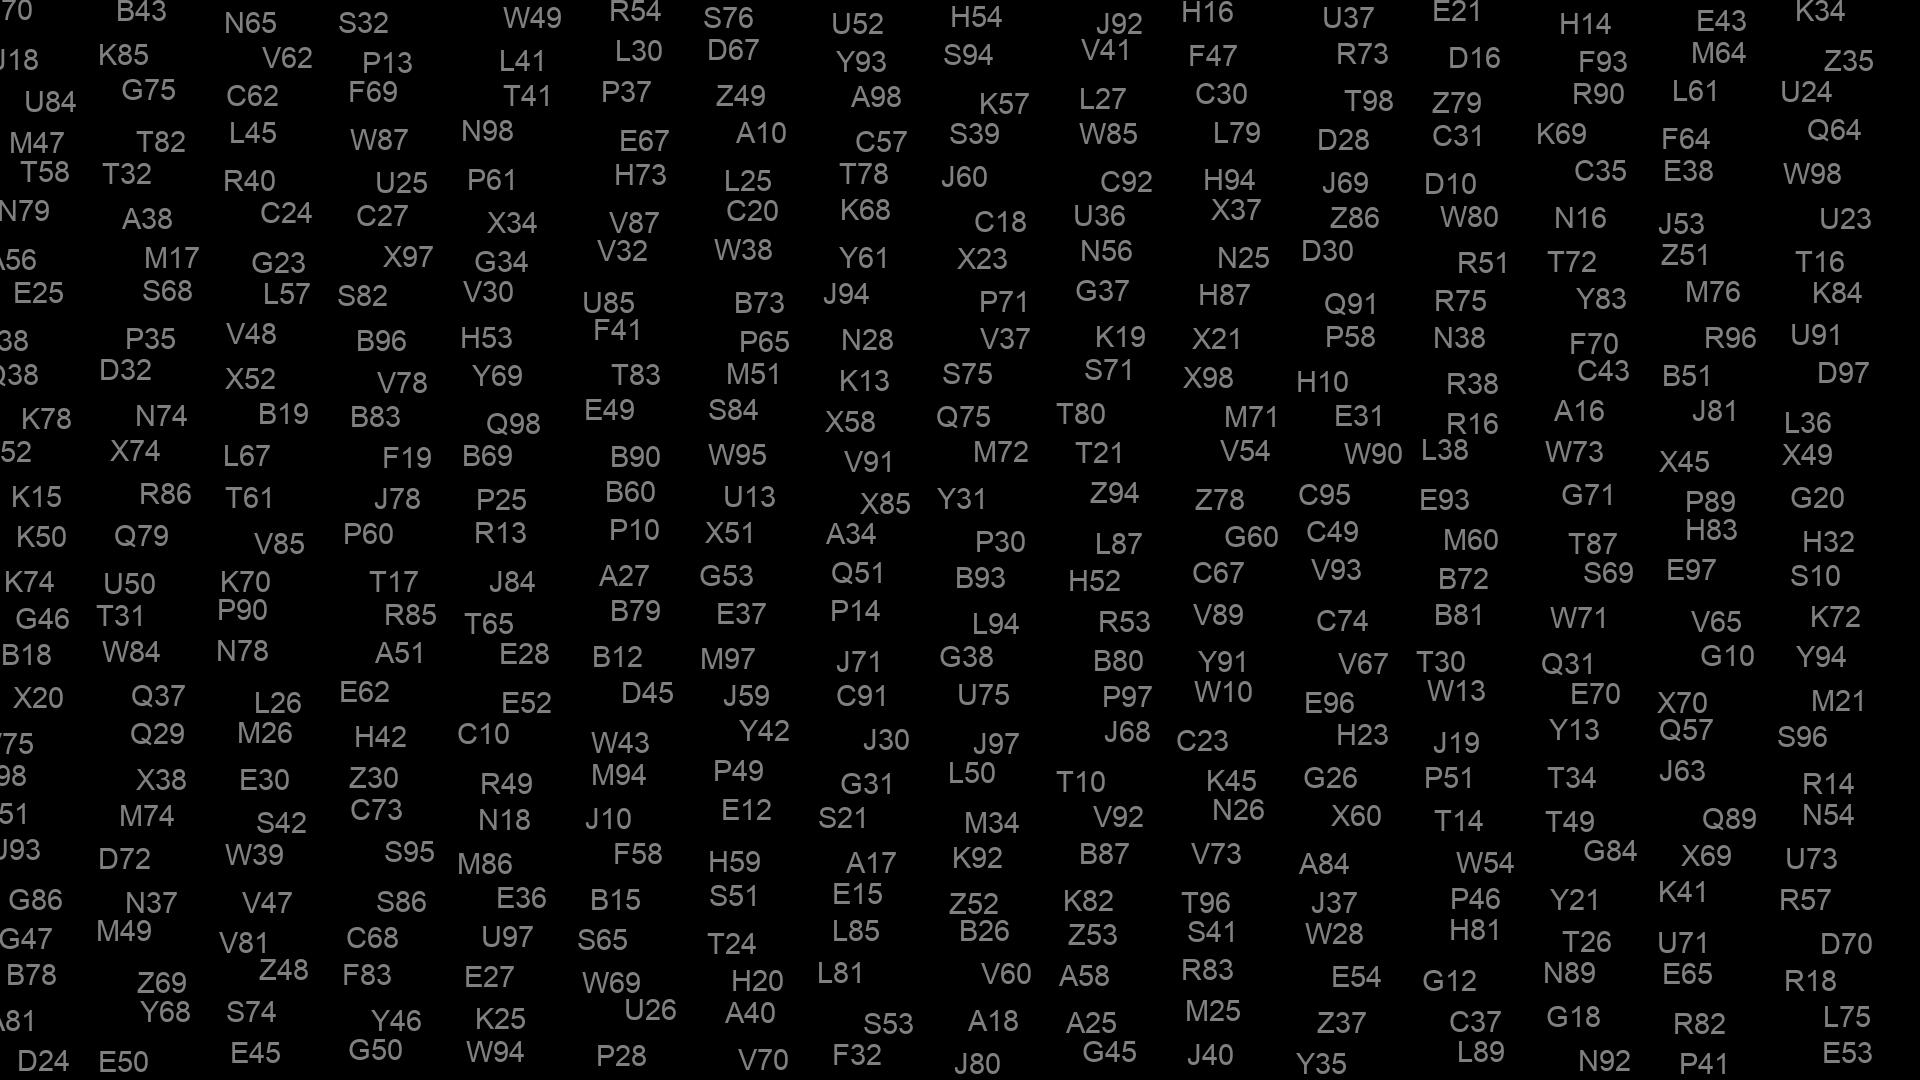 70 B43 N65 S32 W49 R54 S76 U52 H54 J92 H16 U37 E21 H14 E43 K34
J18 K85 V62 P13 L41 L30 D67 Y93 S94 V41 F47 R73 D16 F93 M64 Z35
U84 G75 C62 F69 T41 P37 Z49 A98 K57 L27 C30 T98 Z79 R90 L61 U24
M47 T82 L45 W87 N98 E67 A10 C57 S39 W85 L79 D28 C31 K69 F64 Q64
T58 T32 R40 U25 P61 H73 L25 T78 J60 C92 H94 J69 D10 C35 E38 W98
N79 A38 C24 C27 X34 V87 C20 K68 C18 U36 X37 Z86 W80 N16 J53 U23
A56 M17 G23 X97 G34 V32 W38 Y61 X23 N56 N25 D30 R51 T72 Z51 T16
E25 S68 L57 S82 V30 U85 B73 J94 P71 G37 H87 Q91 R75 Y83 M76 K84
38 P35 V48 B96 H53 F41 P65 N28 V37 K19 X21 P58 N38 F70 R96 U91
Q38 D32 X52 V78 Y69 T83 M51 K13 S75 S71 X98 H10 R38 C43 B51 D97
K78 N74 B19 B83 Q98 E49 S84 X58 Q75 T80 M71 E31 R16 A16 J81 L36
52 X74 L67 F19 B69 B90 W95 V91 M72 T21 V54 W90 L38 W73 X45 X49
K15 R86 T61 J78 P25 B60 U13 X85 Y31 Z94 Z78 C95 E93 G71 P89 G20
K50 Q79 V85 P60 R13 P10 X51 A34 P30 L87 G60 C49 M60 T87 H83 H32
K74 U50 K70 T17 J84 A27 G53 Q51 B93 H52 C67 V93 B72 S69 E97 S10
G46 T31 P90 R85 T65 B79 E37 P14 L94 R53 V89 C74 B81 W71 V65 K72
B18 W84 N78 A51 E28 B12 M97 J71 G38 B80 Y91 V67 T30 Q31 G10 Y94
X20 Q37 L26 E62 E52 D45 J59 C91 U75 P97 W10 E96 W13 E70 X70 M21
75 Q29 M26 H42 C10 W43 Y42 J30 J97 J68 C23 H23 J19 Y13 Q57 S96
98 X38 E30 Z30 R49 M94 P49 G31 L50 T10 K45 G26 P51 T34 J63 R14
51 M74 S42 C73 N18 J10 E12 S21 M34 V92 N26 X60 T14 T49 Q89 N54
U93 D72 W39 S95 M86 F58 H59 A17 K92 B87 V73 A84 W54 G84 X69 U73
G86 N37 V47 S86 E36 B15 S51 E15 Z52 K82 T96 J37 P46 Y21 K41 R57
G47 M49 V81 C68 U97 S65 T24 L85 B26 Z53 S41 W28 H81 T26 U71 D70
B78 Z69 Z48 F83 E27 W69 H20 L81 V60 A58 R83 E54 G12 N89 E65 R18
A81 Y68 S74 Y46 K25 U26 A40 S53 A18 A25 M25 Z37 C37 G18 R82 L75
D24 E50 E45 G50 W94 P28 V70 F32 J80 G45 J40 Y35 L89 N92 P41 E53